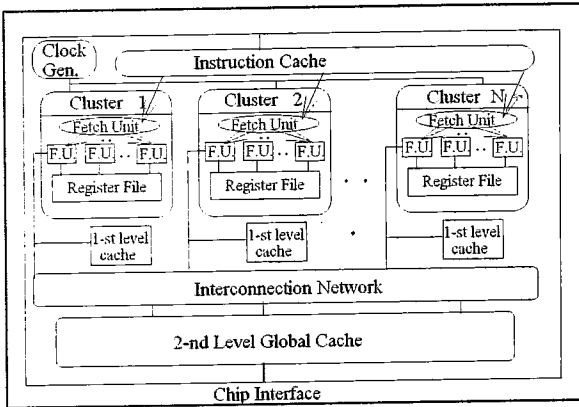 Clock
Gen.
Instruction Cache
Cluster 1
Fetch Unit
F.U. F.U. .. F.U.
Register File
Cluster 2
Fetch Unit
F.U. F.U. .. F.U.
Register File
. . .
Cluster N
Fetch Unit
F.U. F.U. .. F.U.
Register File
1-st level
cache
1-st level
cache
1-st level
cache
Interconnection Network
2-nd Level Global Cache
Chip Interface